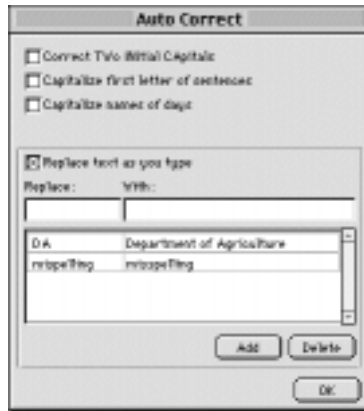 Auto Correct
Correct TWo INitial CApitals
Capitalize first letter of sentences
Capitalize names of days
Replace text as you type
Replace: With:
DA Department of Agriculture
mispelling misspelling
Add Delete
OK